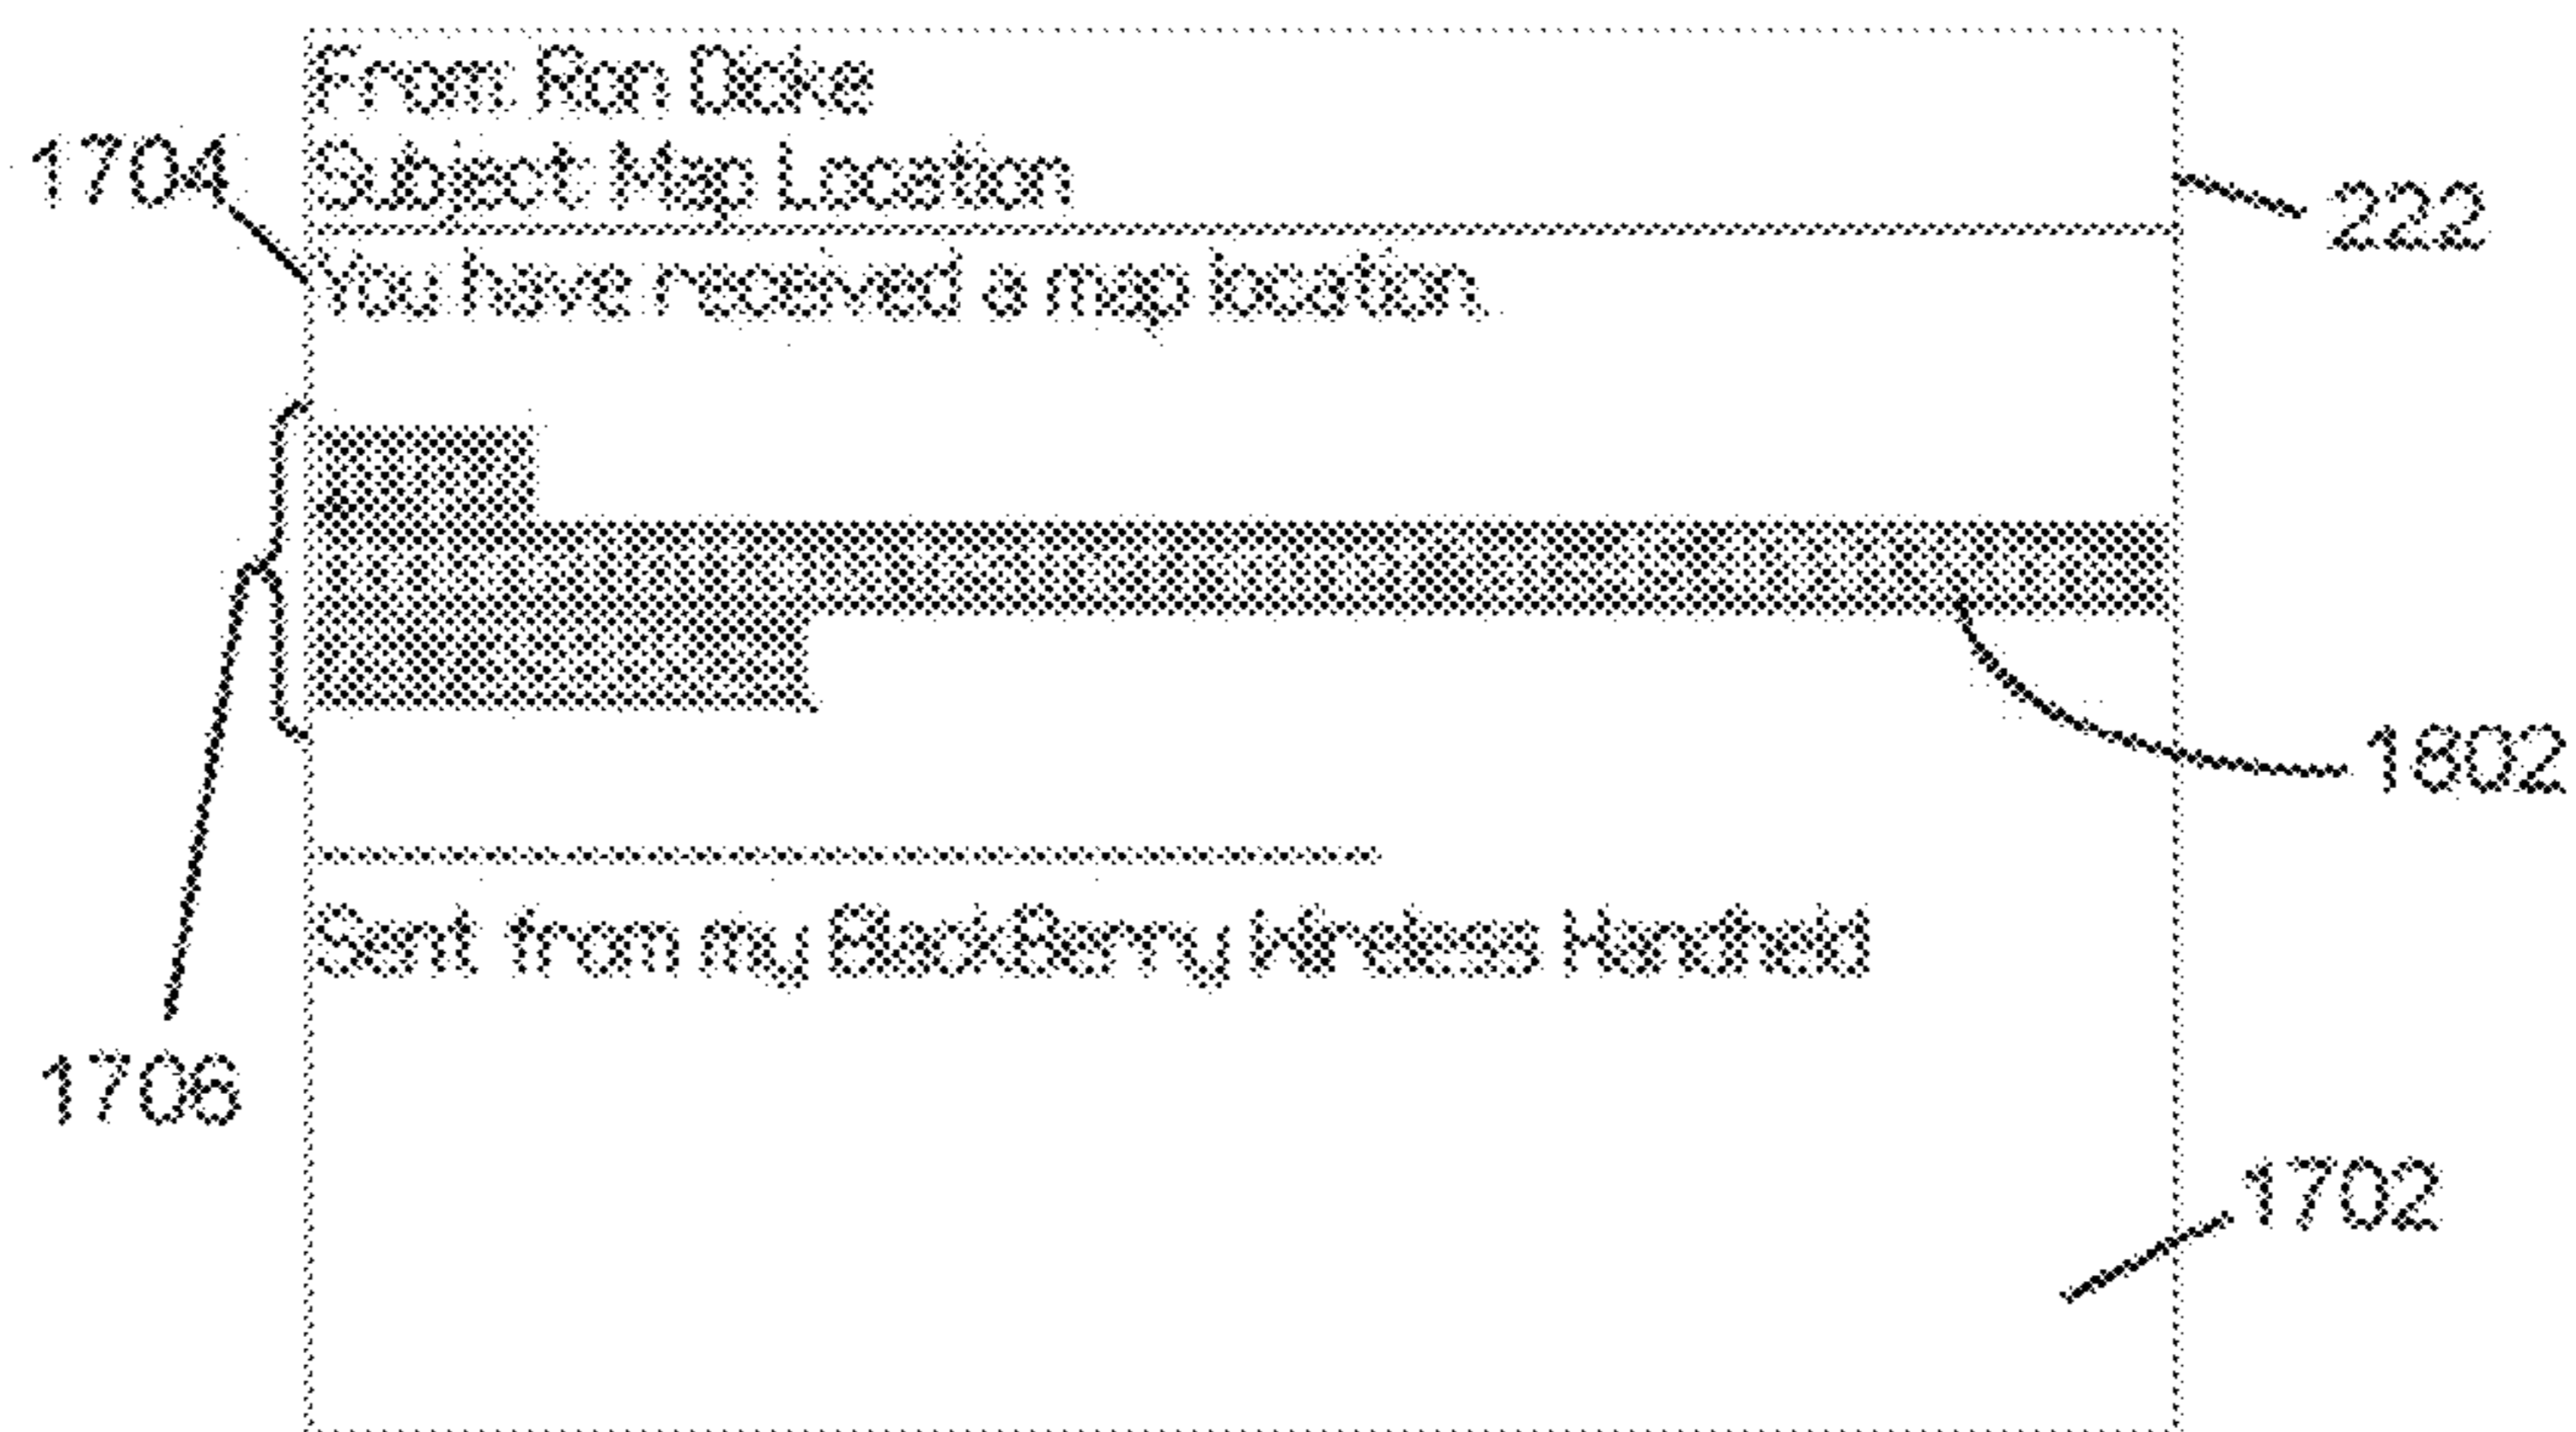 From: Ron Dicke
Subject: Map Location
1704
222
You have received a map location.
1802
Sent from my BlackBerry Wireless Handheld
1706
1702